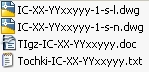 IC-XX-YYxxyyy-1-s-l.dwg
IC-XX-YYxxyyy-1-s-n.dwg
TIgz-IC-XX-YYxxyyy.doc
Tochki-IC-XX-YYxxyyy.txt